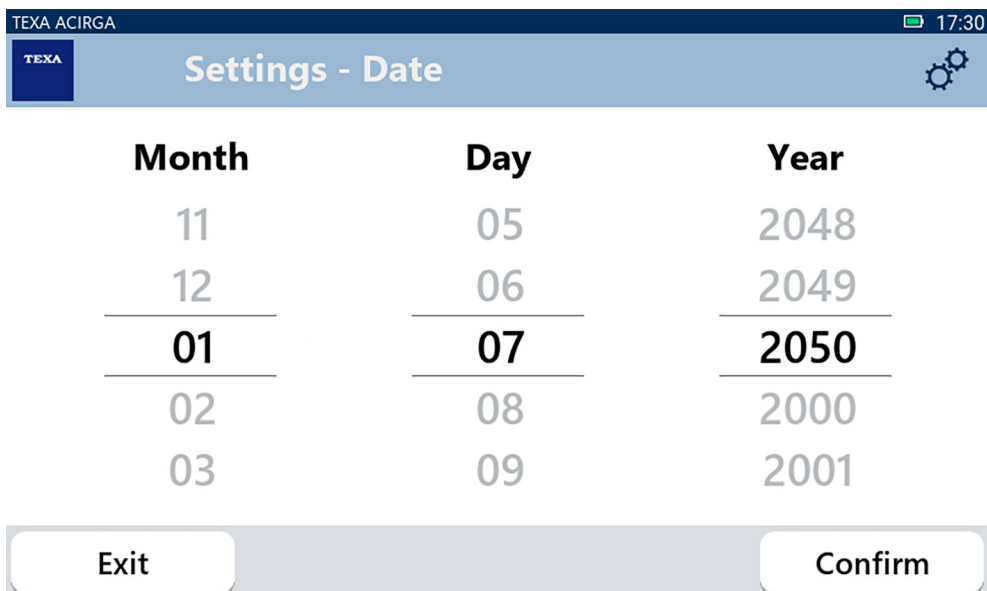 TEXA ACIRGA 17:30
TEXA
Settings - Date
Month Day Year
11 05 2048
12 06 2049
01 07 2050
02 08 2000
03 09 2001
Exit Confirm